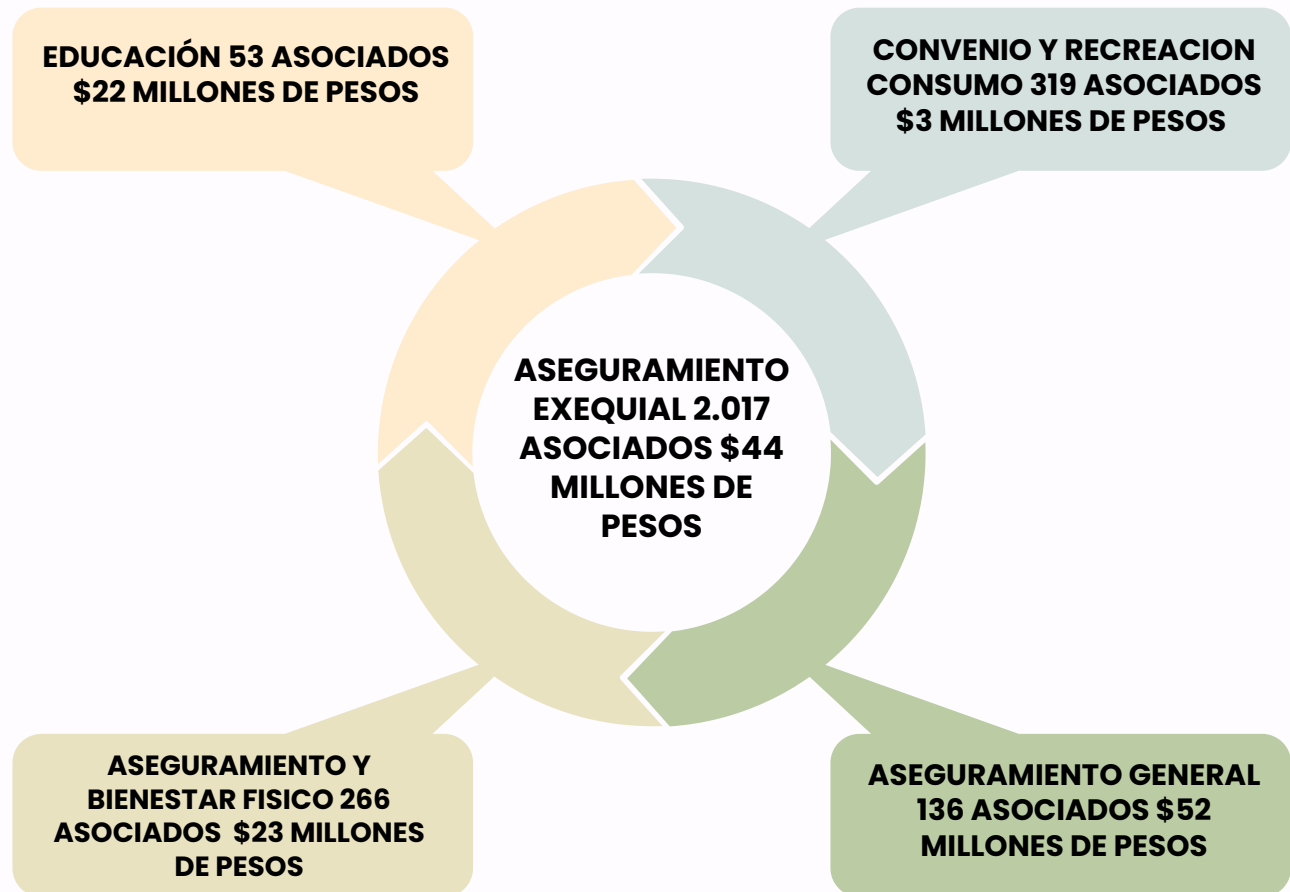 EDUCACIÓN 53 ASOCIADOS
$22 MILLONES DE PESOS
CONVENIO Y RECREACION
CONSUMO 319 ASOCIADOS
$3 MILLONES DE PESOS
ASEGURAMIENTO
EXEQUIAL 2.017
ASOCIADOS $44
MILLONES DE
PESOS
ASEGURAMIENTO Y
BIENESTAR FISICO 266
ASOCIADOS $23 MILLONES
DE PESOS
ASEGURAMIENTO GENERAL
136 ASOCIADOS $52
MILLONES DE PESOS